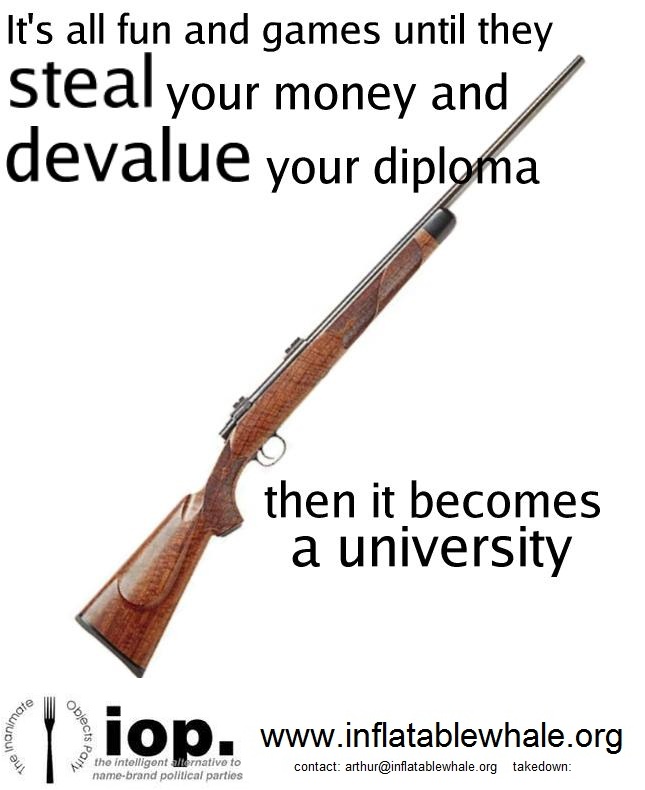 It's all fun and games until they
steal your money and
devalue your diploma
then it becomes
a university
The Inanimate Objects Party
iop.
the intelligent alternative to
name-brand political parties
www.inflatablewhale.org
contact: arthur@inflatablewhale.org takedown: